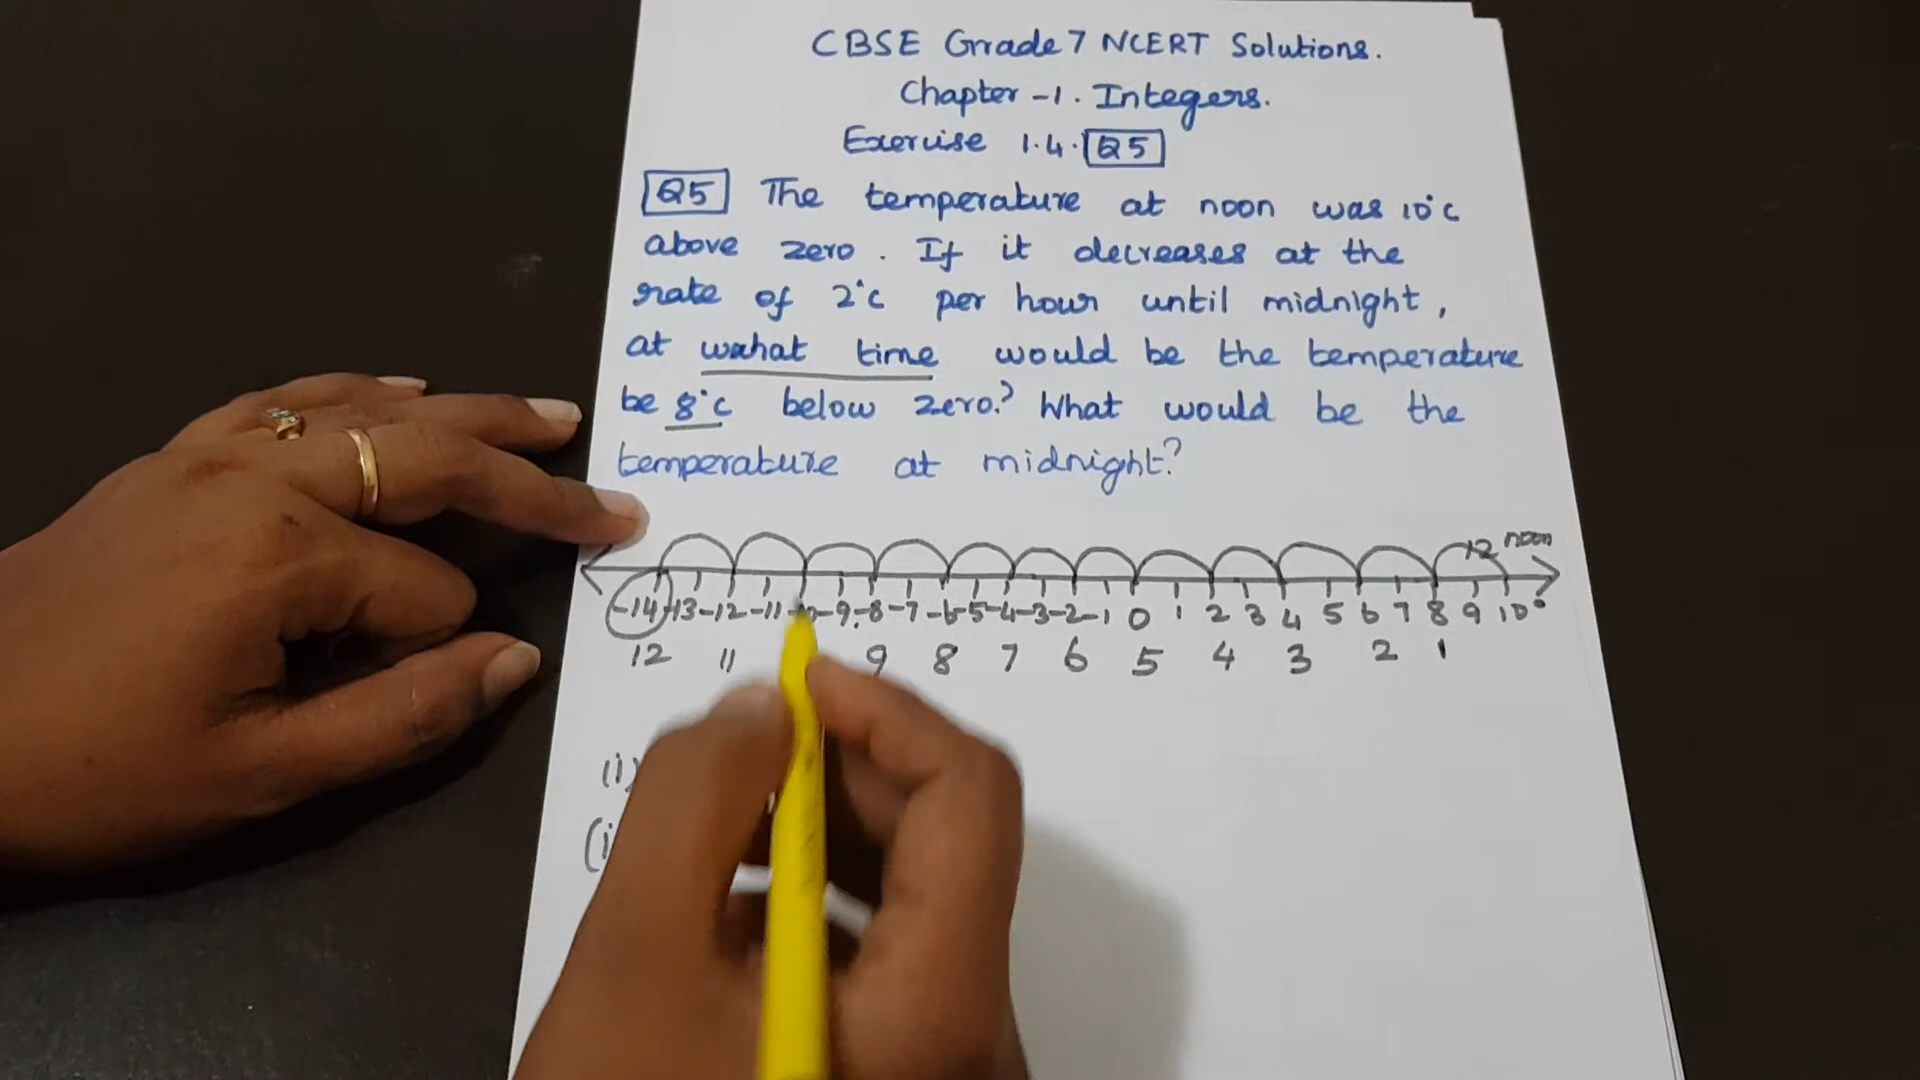 CBSE Grade 7 NCERT Solutions.
Chapter -1. Integers.
Exercise 1.4. Q5
Q5 The temperature at noon was 10°c
above zero. If it decreases at the
rate of 2°c per hour until midnight,
at what time would be the temperature
be 8°c below zero? What would be the
temperature at midnight?
12 noon
-14 -13 -12 -11 -9 -8 -7 -6 -5 -4 -3 -2 -1 0 1 2 3 4 5 6 7 8 9 10°
12 11 9 8 7 6 5 4 3 2 1
(i)